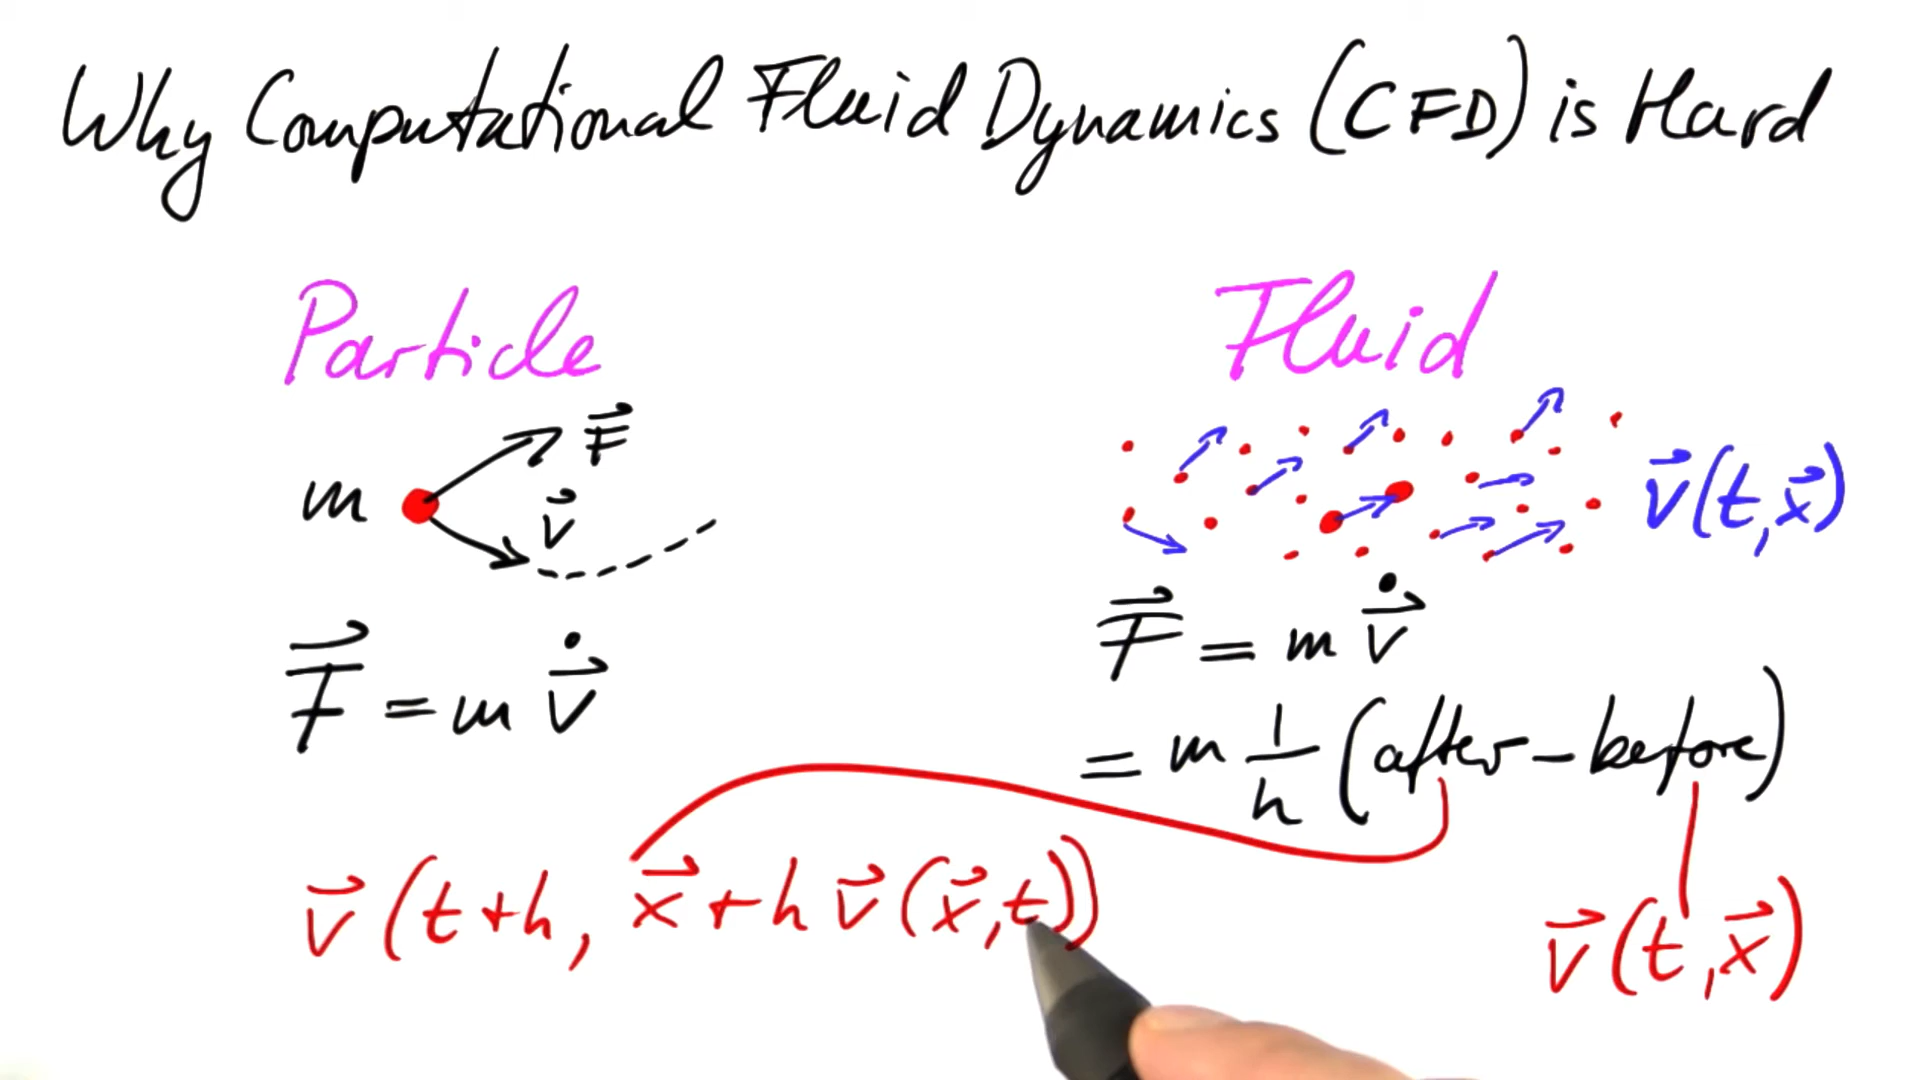 Why Computational Fluid Dynamics (CFD) is Hard
Particle
m
F⃗
v⃗
F⃗ = m v⃗̇
Fluid
v⃗(t,x⃗)
F⃗ = m v⃗̇
= m 1/h (after – before)
v⃗(t+h, x⃗+h v⃗(x⃗,t))
v⃗(t,x⃗)